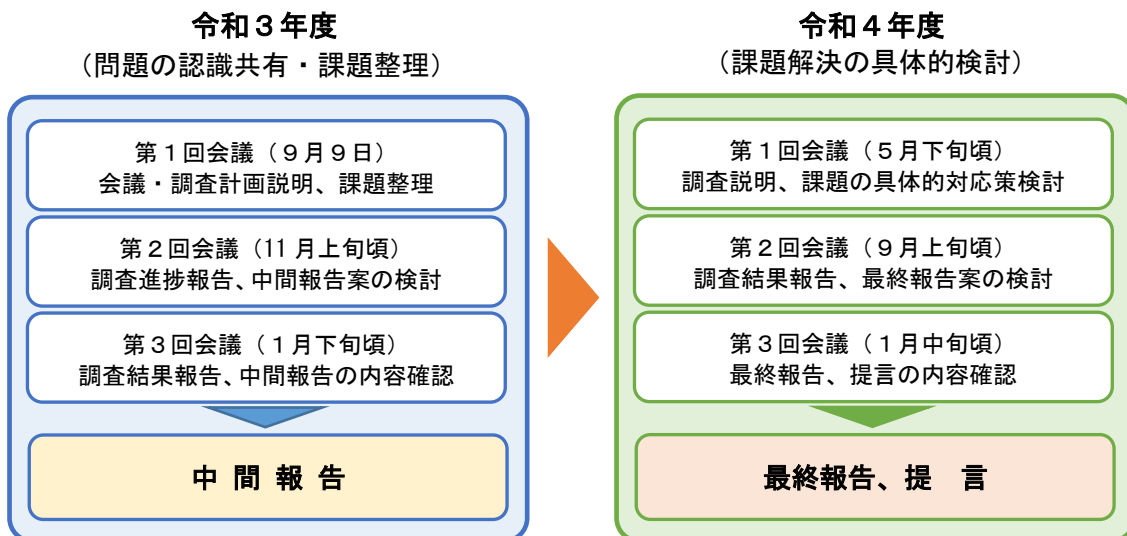 令和３年度
（問題の認識共有・課題整理）
第１回会議（９月９日）
会議・調査計画説明、課題整理
第２回会議（11月上旬頃）
調査進捗報告、中間報告案の検討
第３回会議（１月下旬頃）
調査結果報告、中間報告の内容確認
中 間 報 告
令和４年度
（課題解決の具体的検討）
第１回会議（５月下旬頃）
調査説明、課題の具体的対応策検討
第２回会議（９月上旬頃）
調査結果報告、最終報告案の検討
第３回会議（１月中旬頃）
最終報告、提言の内容確認
最終報告、提　言